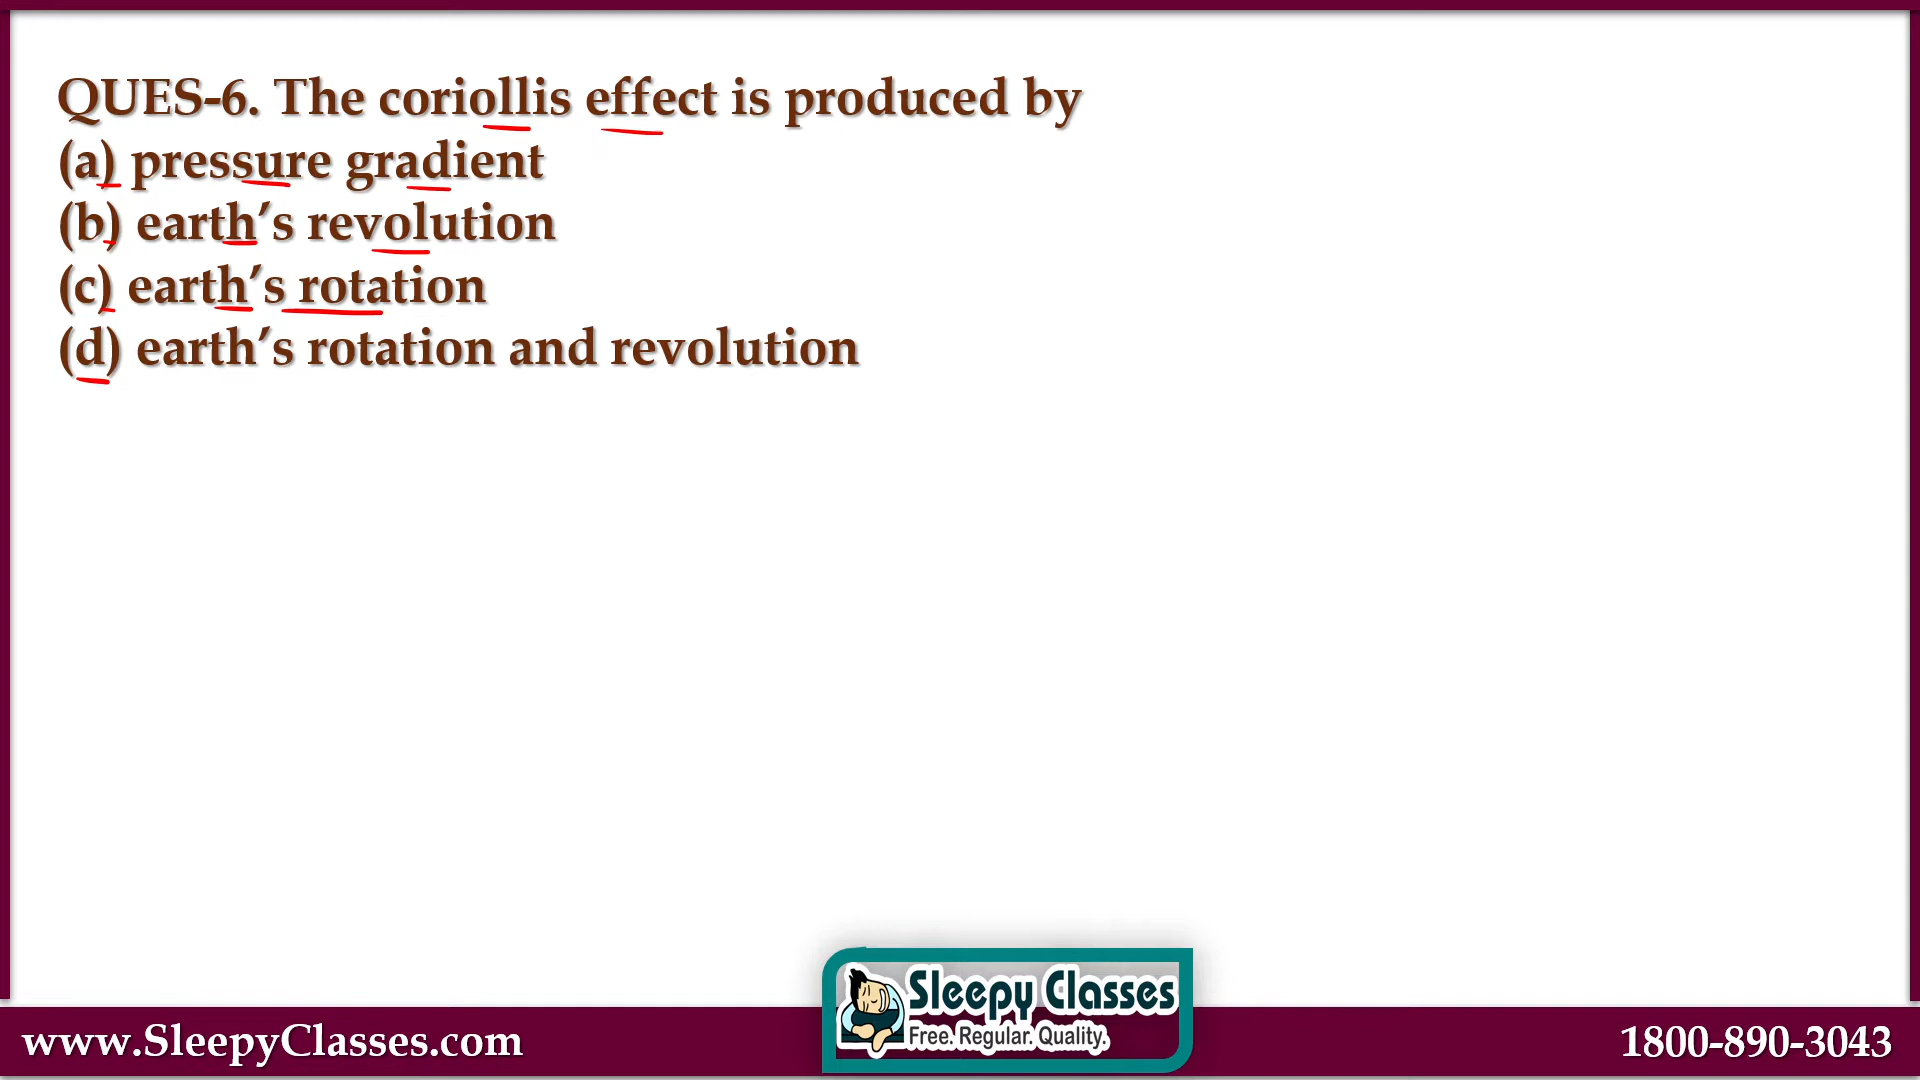 QUES-6. The coriollis effect is produced by
(a) pressure gradient
(b) earth’s revolution
(c) earth’s rotation
(d) earth’s rotation and revolution
Sleepy Classes
Free. Regular. Quality.
www.SleepyClasses.com
1800-890-3043